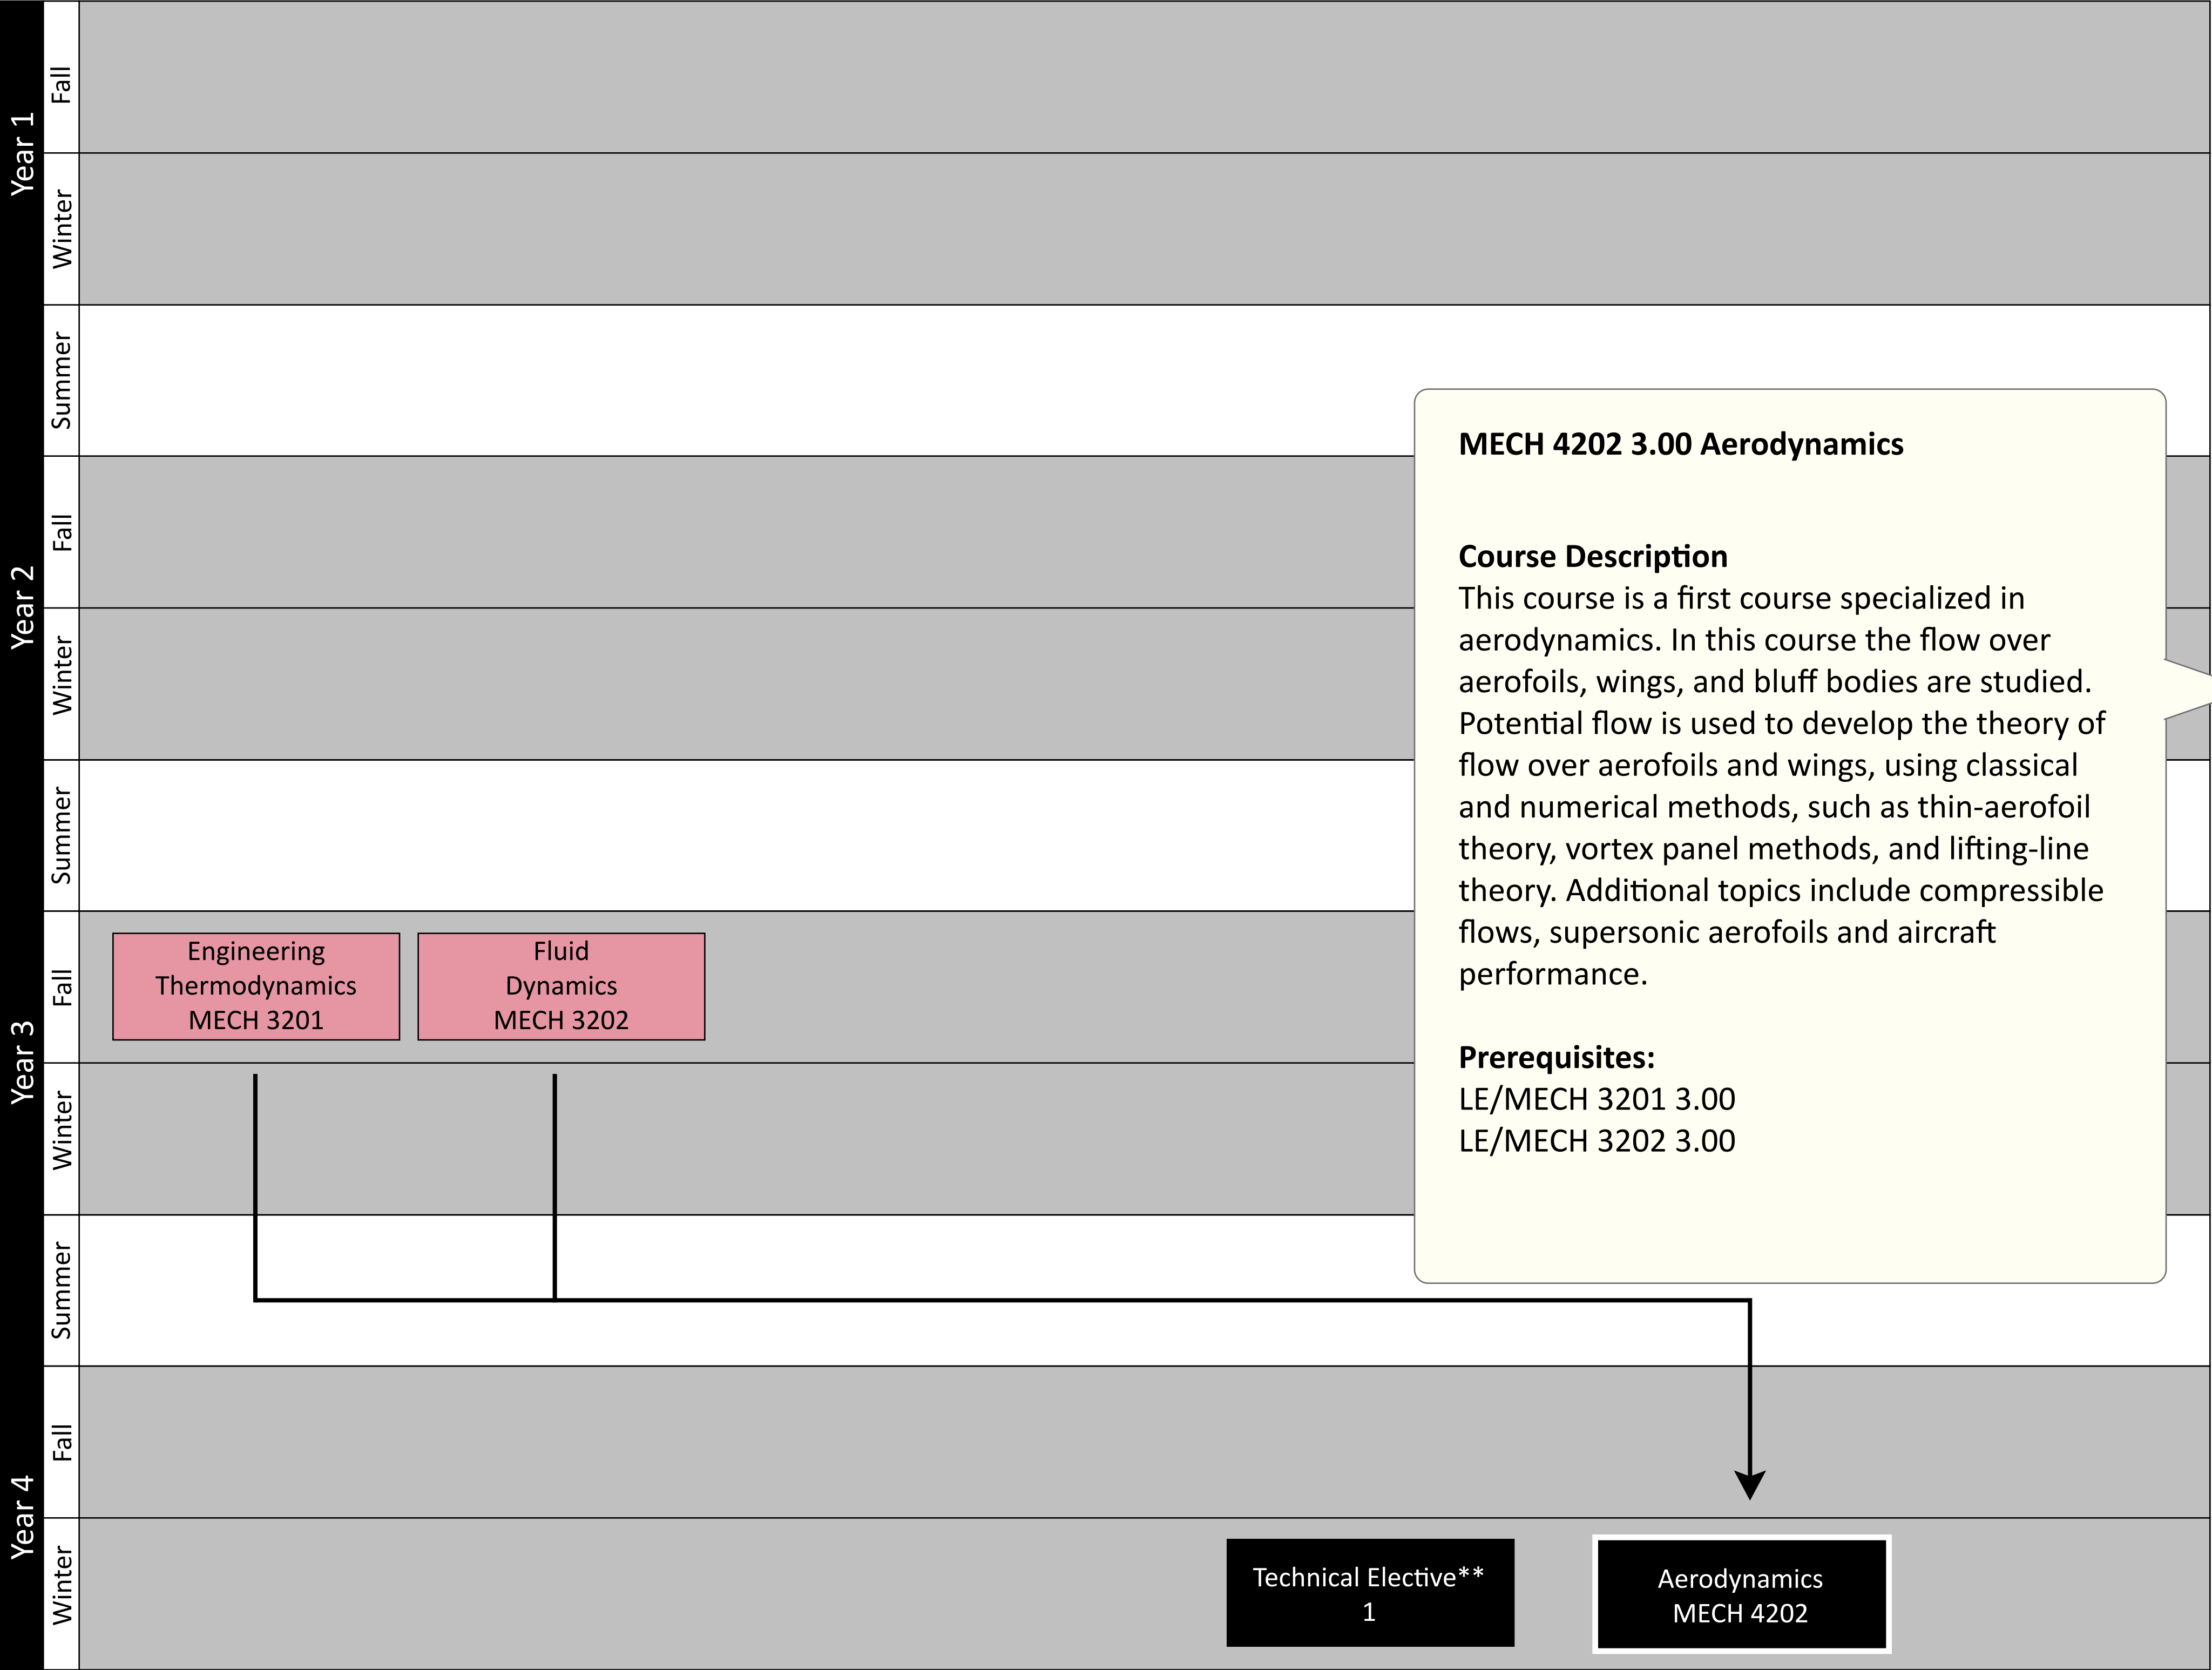 Year 1
Fall
Winter
Summer
Year 2
Fall
Winter
Summer
Year 3
Fall
Winter
Summer
Year 4
Fall
Winter
Engineering
Thermodynamics
MECH 3201
Fluid
Dynamics
MECH 3202
MECH 4202 3.00 Aerodynamics
Course Description
This course is a first course specialized in
aerodynamics. In this course the flow over
aerofoils, wings, and bluff bodies are studied.
Potential flow is used to develop the theory of
flow over aerofoils and wings, using classical
and numerical methods, such as thin-aerofoil
theory, vortex panel methods, and lifting-line
theory. Additional topics include compressible
flows, supersonic aerofoils and aircraft
performance.
Prerequisites:
LE/MECH 3201 3.00
LE/MECH 3202 3.00
Technical Elective**
1
Aerodynamics
MECH 4202